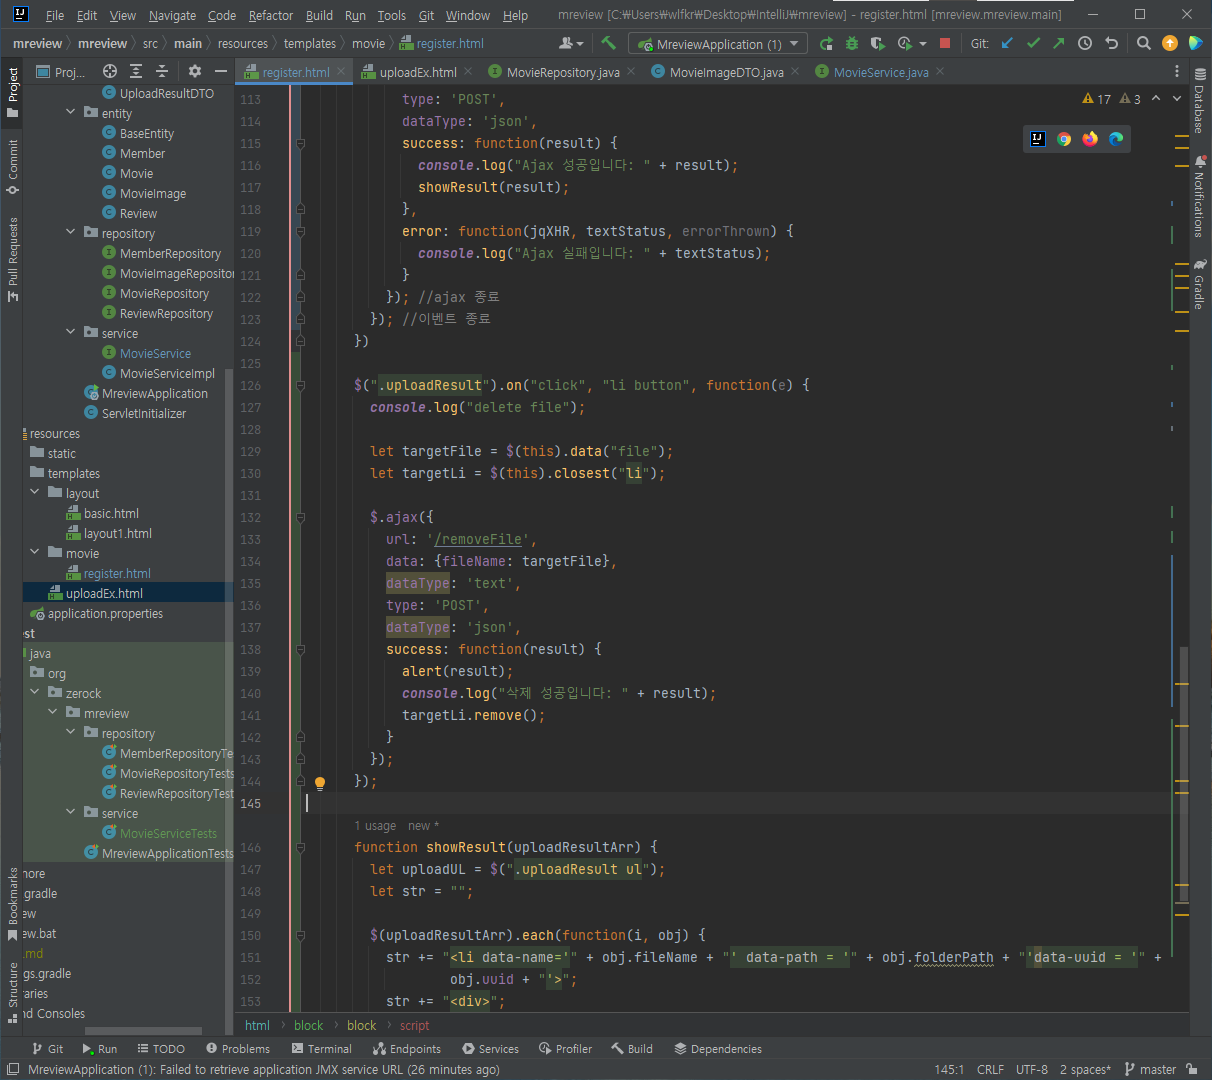 File Edit View Navigate Code Refactor Build Run Tools Git Window Help mreview [C:₩Users₩wlfkr₩Desktop₩IntelliJ₩mreview] - register.html [mreview.mreview.main]
mreview mreview src main resources templates movie register.html MreviewApplication (1) Git:
Proj... register.html uploadEx.html MovieRepository.java MovieImageDTO.java MovieService.java
Project
Commit
Pull Requests
Bookmarks
Structure
UploadResultDTO
entity
BaseEntity
Member
Movie
MovieImage
Review
repository
MemberRepository
MovieImageRepositor
MovieRepository
ReviewRepository
service
MovieService
MovieServiceImpl
MreviewApplication
ServletInitializer
resources
static
templates
layout
basic.html
layout1.html
movie
register.html
uploadEx.html
application.properties
st
java
org
zerock
mreview
repository
MemberRepositoryTe
MovieRepositoryTests
ReviewRepositoryTest
service
MovieServiceTests
MreviewApplicationTests
nore
.gradle
ew
ew.bat
.md
gs.gradle
raries
nd Consoles
17 3
113 type: 'POST',
114 dataType: 'json',
115 success: function(result) {
116 console.log("Ajax 성공입니다: " + result);
117 showResult(result);
118 },
119 error: function(jqXHR, textStatus, errorThrown) {
120 console.log("Ajax 실패입니다: " + textStatus);
121 }
122 }); //ajax 종료
123 }); //이벤트 종료
124 })
125
126 $(".uploadResult").on("click", "li button", function(e) {
127 console.log("delete file");
128
129 let targetFile = $(this).data("file");
130 let targetLi = $(this).closest("li");
131
132 $.ajax({
133 url: '/removeFile',
134 data: {fileName: targetFile},
135 dataType: 'text',
136 type: 'POST',
137 dataType: 'json',
138 success: function(result) {
139 alert(result);
140 console.log("삭제 성공입니다: " + result);
141 targetLi.remove();
142 }
143 });
144 });
145
1 usage new *
146 function showResult(uploadResultArr) {
147 let uploadUL = $(".uploadResult ul");
148 let str = "";
149
150 $(uploadResultArr).each(function(i, obj) {
151 str += "<li data-name='" + obj.fileName + "' data-path = '" + obj.folderPath + "'data-uuid = '" +
152 obj.uuid + "'>";
153 str += "<div>";
Database
Notifications
Gradle
html block block script
Git Run TODO Problems Terminal Endpoints Services Profiler Build Dependencies
MreviewApplication (1): Failed to retrieve application JMX service URL (26 minutes ago) 145:1 CRLF UTF-8 2 spaces* master